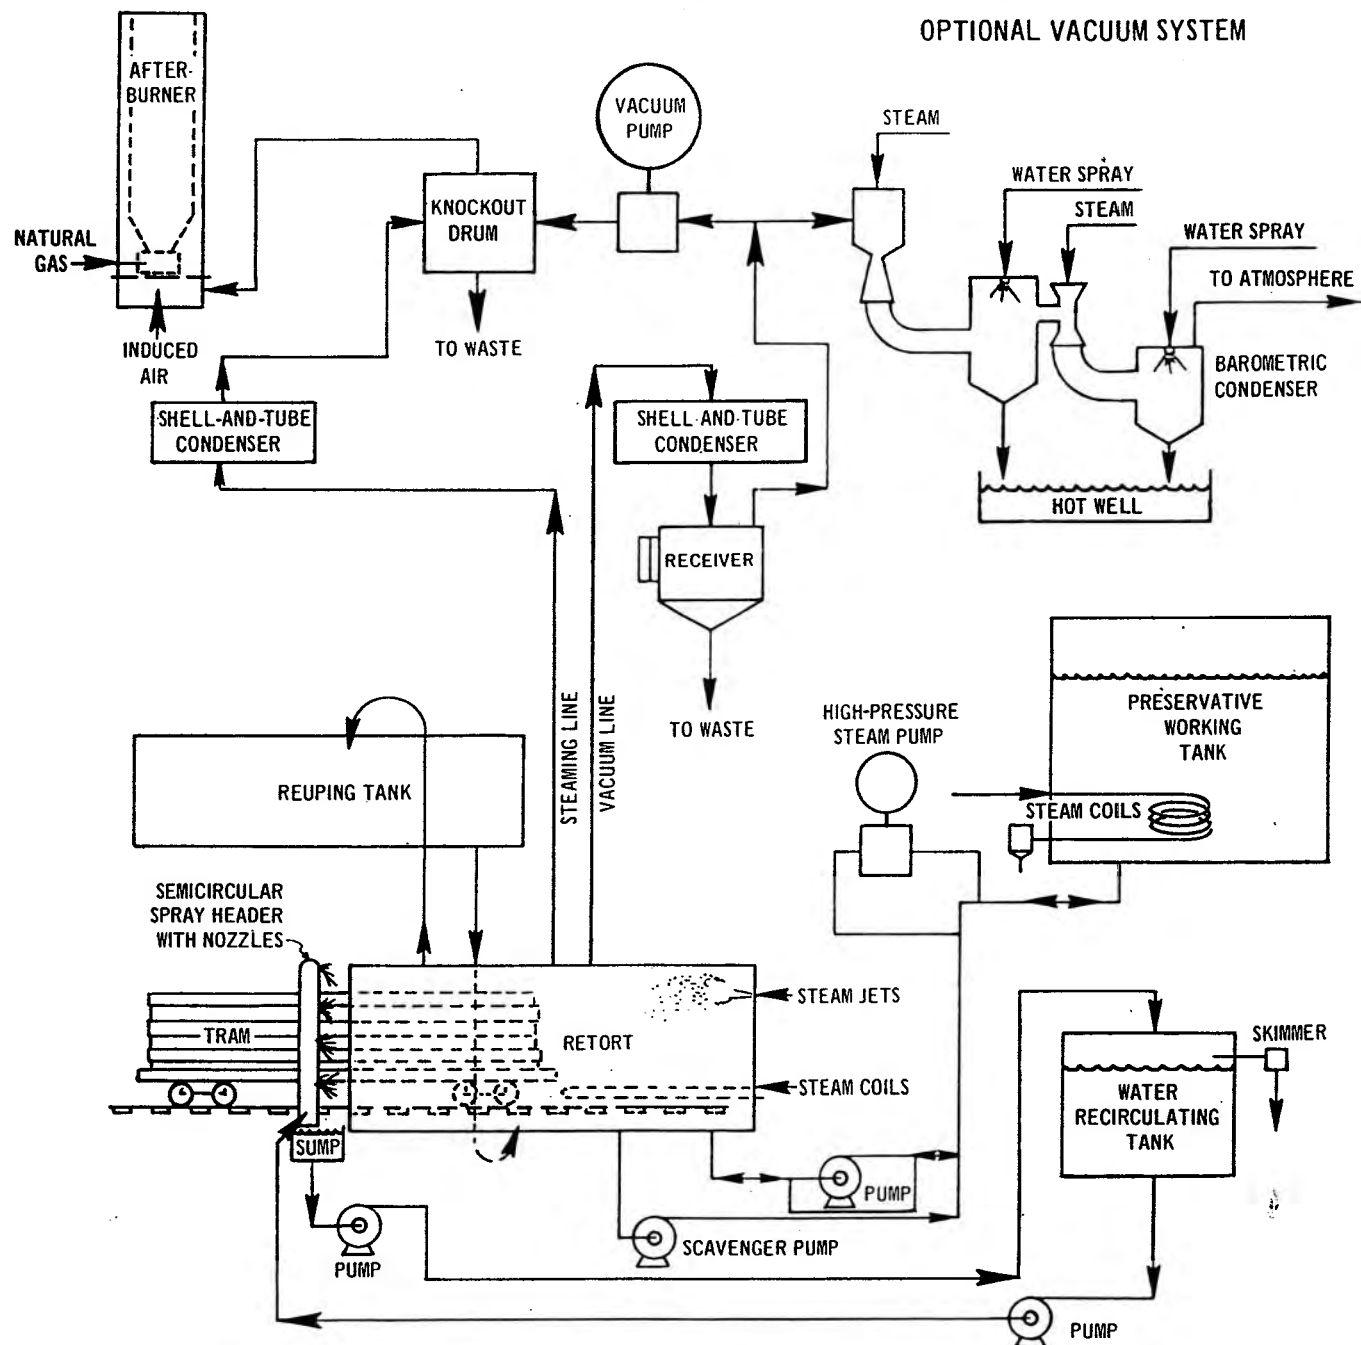 OPTIONAL VACUUM SYSTEM
AFTER-
BURNER
VACUUM
PUMP
STEAM
WATER SPRAY
STEAM
WATER SPRAY
KNOCKOUT
DRUM
NATURAL
GAS
TO ATMOSPHERE
INDUCED
AIR
TO WASTE
BAROMETRIC
CONDENSER
SHELL-AND-TUBE
CONDENSER
SHELL-AND-TUBE
CONDENSER
HOT WELL
RECEIVER
STEAMING LINE
VACUUM LINE
TO WASTE
HIGH-PRESSURE
STEAM PUMP
PRESERVATIVE
WORKING
TANK
REUPING TANK
STEAM COILS
SEMICIRCULAR
SPRAY HEADER
WITH NOZZLES
STEAM JETS
TRAM
RETORT
SKIMMER
STEAM COILS
WATER
RECIRCULATING
TANK
SUMP
PUMP
SCAVENGER PUMP
PUMP
PUMP